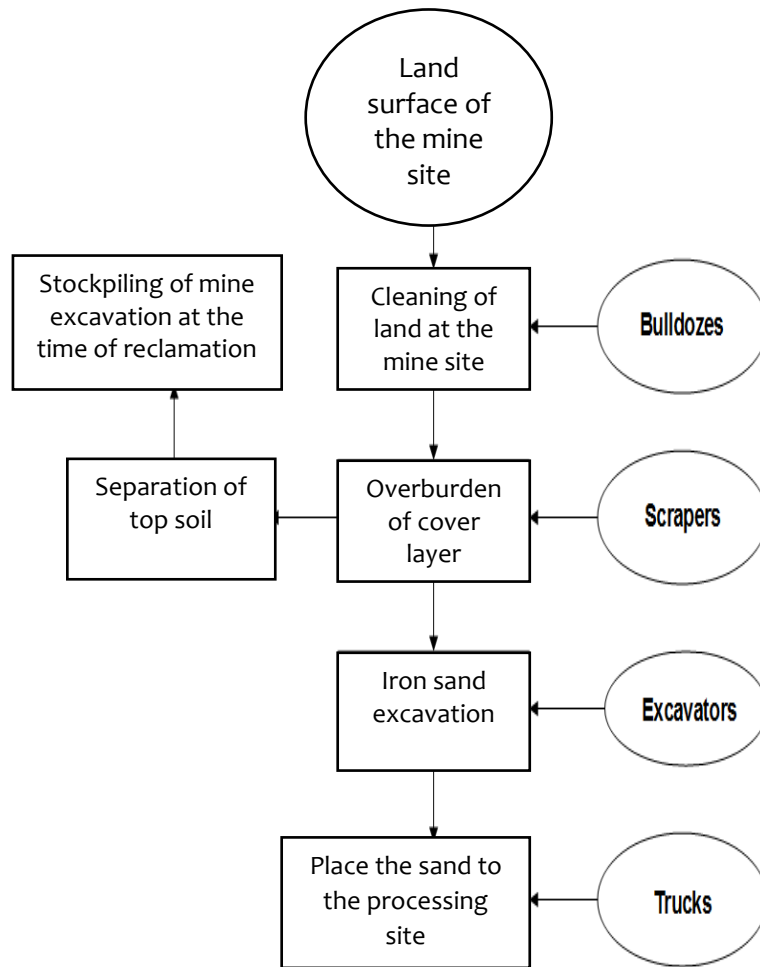 Land
surface of
the mine
site
Stockpiling of mine
excavation at the
time of reclamation
Cleaning of
land at the
mine site
Bulldozes
Separation of
top soil
Overburden
of cover
layer
Scrapers
Iron sand
excavation
Excavators
Place the sand to
the processing
site
Trucks